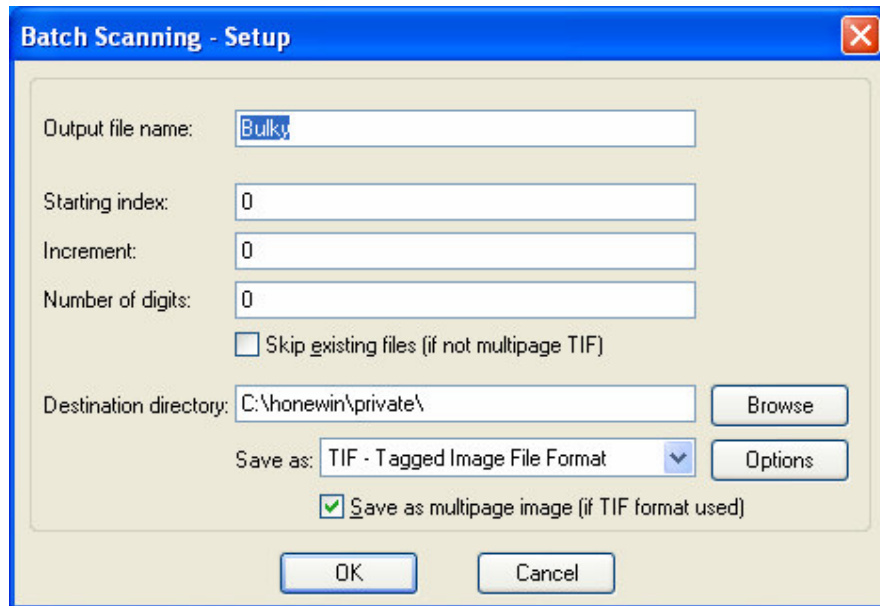 Batch Scanning - Setup
Output file name: Bulky
Starting index: 0
Increment: 0
Number of digits: 0
Skip existing files (if not multipage TIF)
Destination directory: C:\honewin\private\ Browse
Save as: TIF - Tagged Image File Format Options
Save as multipage image (if TIF format used)
OK Cancel